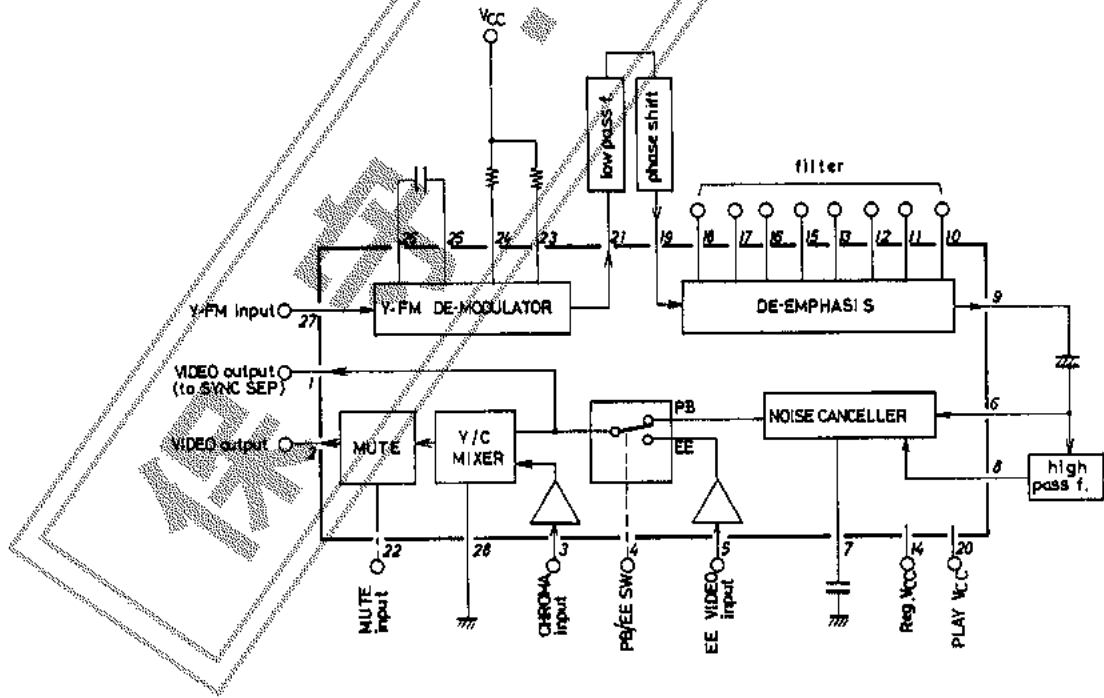 VCC
low pass f.
phase shift
filter
26
25
24
23
21
19
18
17
16
15
13
12
11
10
Y-FM input
27
Y-FM DE-MODULATOR
DE-EMPHASIS
9
VIDEO output
(to SYNC SEP)
1
PB
EE
NOISE CANCELLER
6
VIDEO output
2
MUTE
Y/C
MIXER
8
high
pass f.
22
28
3
4
5
7
14
20
MUTE
input
CHROMA
input
PB/EE SW
EE VIDEO
input
Reg. VCC
PLAY VCC